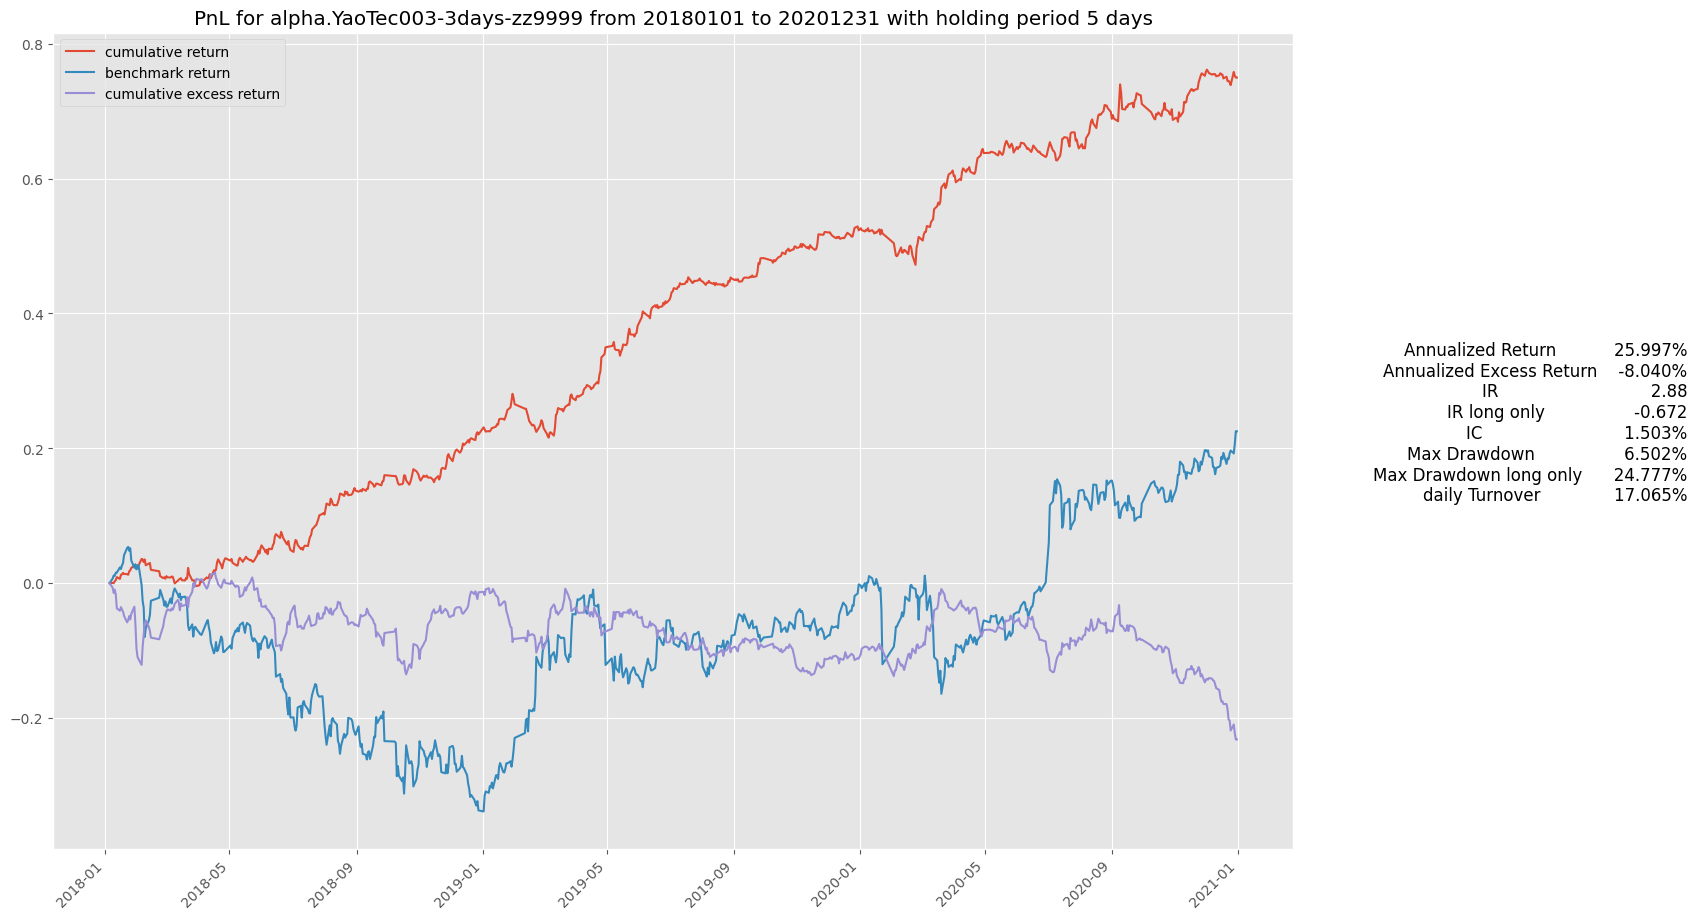 PnL for alpha.YaoTec003-3days-zz9999 from 20180101 to 20201231 with holding period 5 days
cumulative return
benchmark return
cumulative excess return
0.8
0.6
0.4
0.2
0.0
−0.2
2018-01
2018-05
2018-09
2019-01
2019-05
2019-09
2020-01
2020-05
2020-09
2021-01
Annualized Return 25.997%
Annualized Excess Return -8.040%
IR 2.88
IR long only -0.672
IC 1.503%
Max Drawdown 6.502%
Max Drawdown long only 24.777%
daily Turnover 17.065%